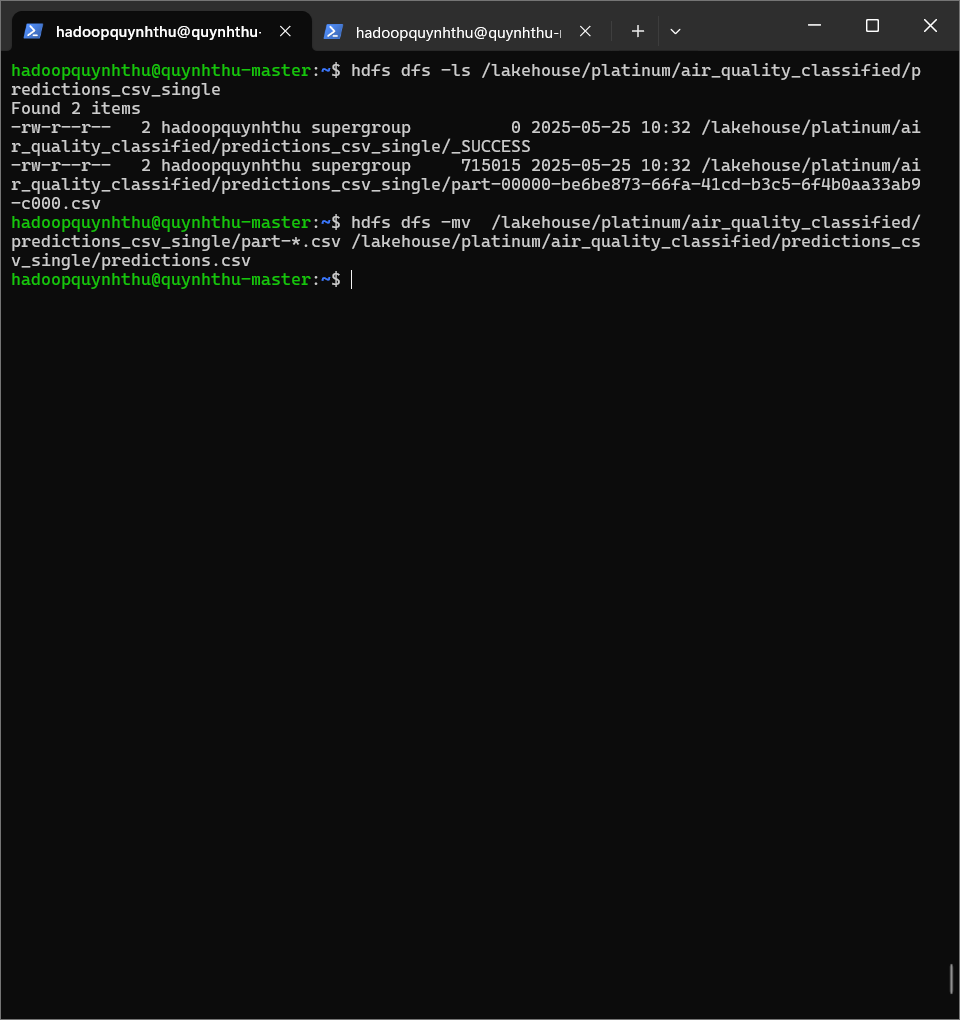 hadoopquynhthu@quynhthu-
hadoopquynhthu@quynhthu-
hadoopquynhthu@quynhthu-master:~$ hdfs dfs -ls /lakehouse/platinum/air_quality_classified/p
redictions_csv_single
Found 2 items
-rw-r--r--   2 hadoopquynhthu supergroup          0 2025-05-25 10:32 /lakehouse/platinum/ai
r_quality_classified/predictions_csv_single/_SUCCESS
-rw-r--r--   2 hadoopquynhthu supergroup     715015 2025-05-25 10:32 /lakehouse/platinum/ai
r_quality_classified/predictions_csv_single/part-00000-be6be873-66fa-41cd-b3c5-6f4b0aa33ab9
-c000.csv
hadoopquynhthu@quynhthu-master:~$ hdfs dfs -mv  /lakehouse/platinum/air_quality_classified/
predictions_csv_single/part-*.csv /lakehouse/platinum/air_quality_classified/predictions_cs
v_single/predictions.csv
hadoopquynhthu@quynhthu-master:~$